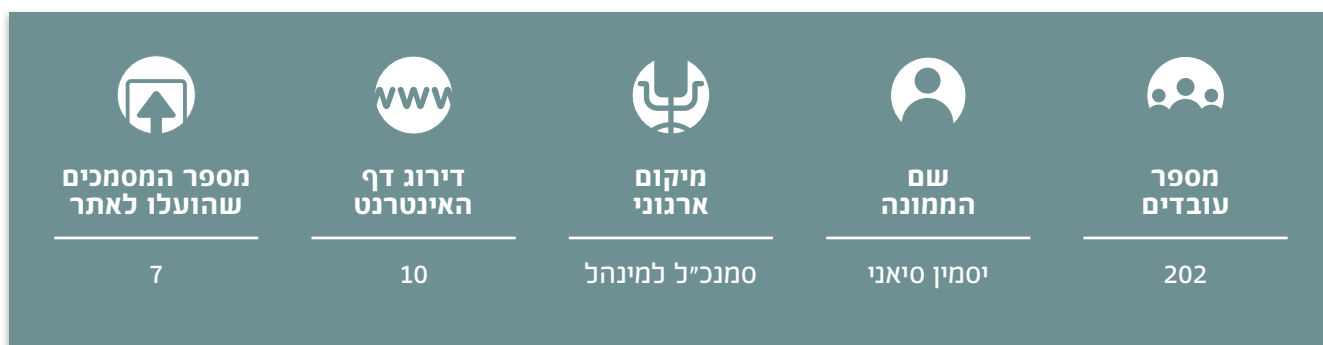 מספר
עובדים
202
שם
הממונה
יסמין סיאני
מיקום
ארגוני
סמנכ״ל למינהל
www
דירוג דף
האינטרנט
10
מספר המסמכים
שהועלו לאתר
7